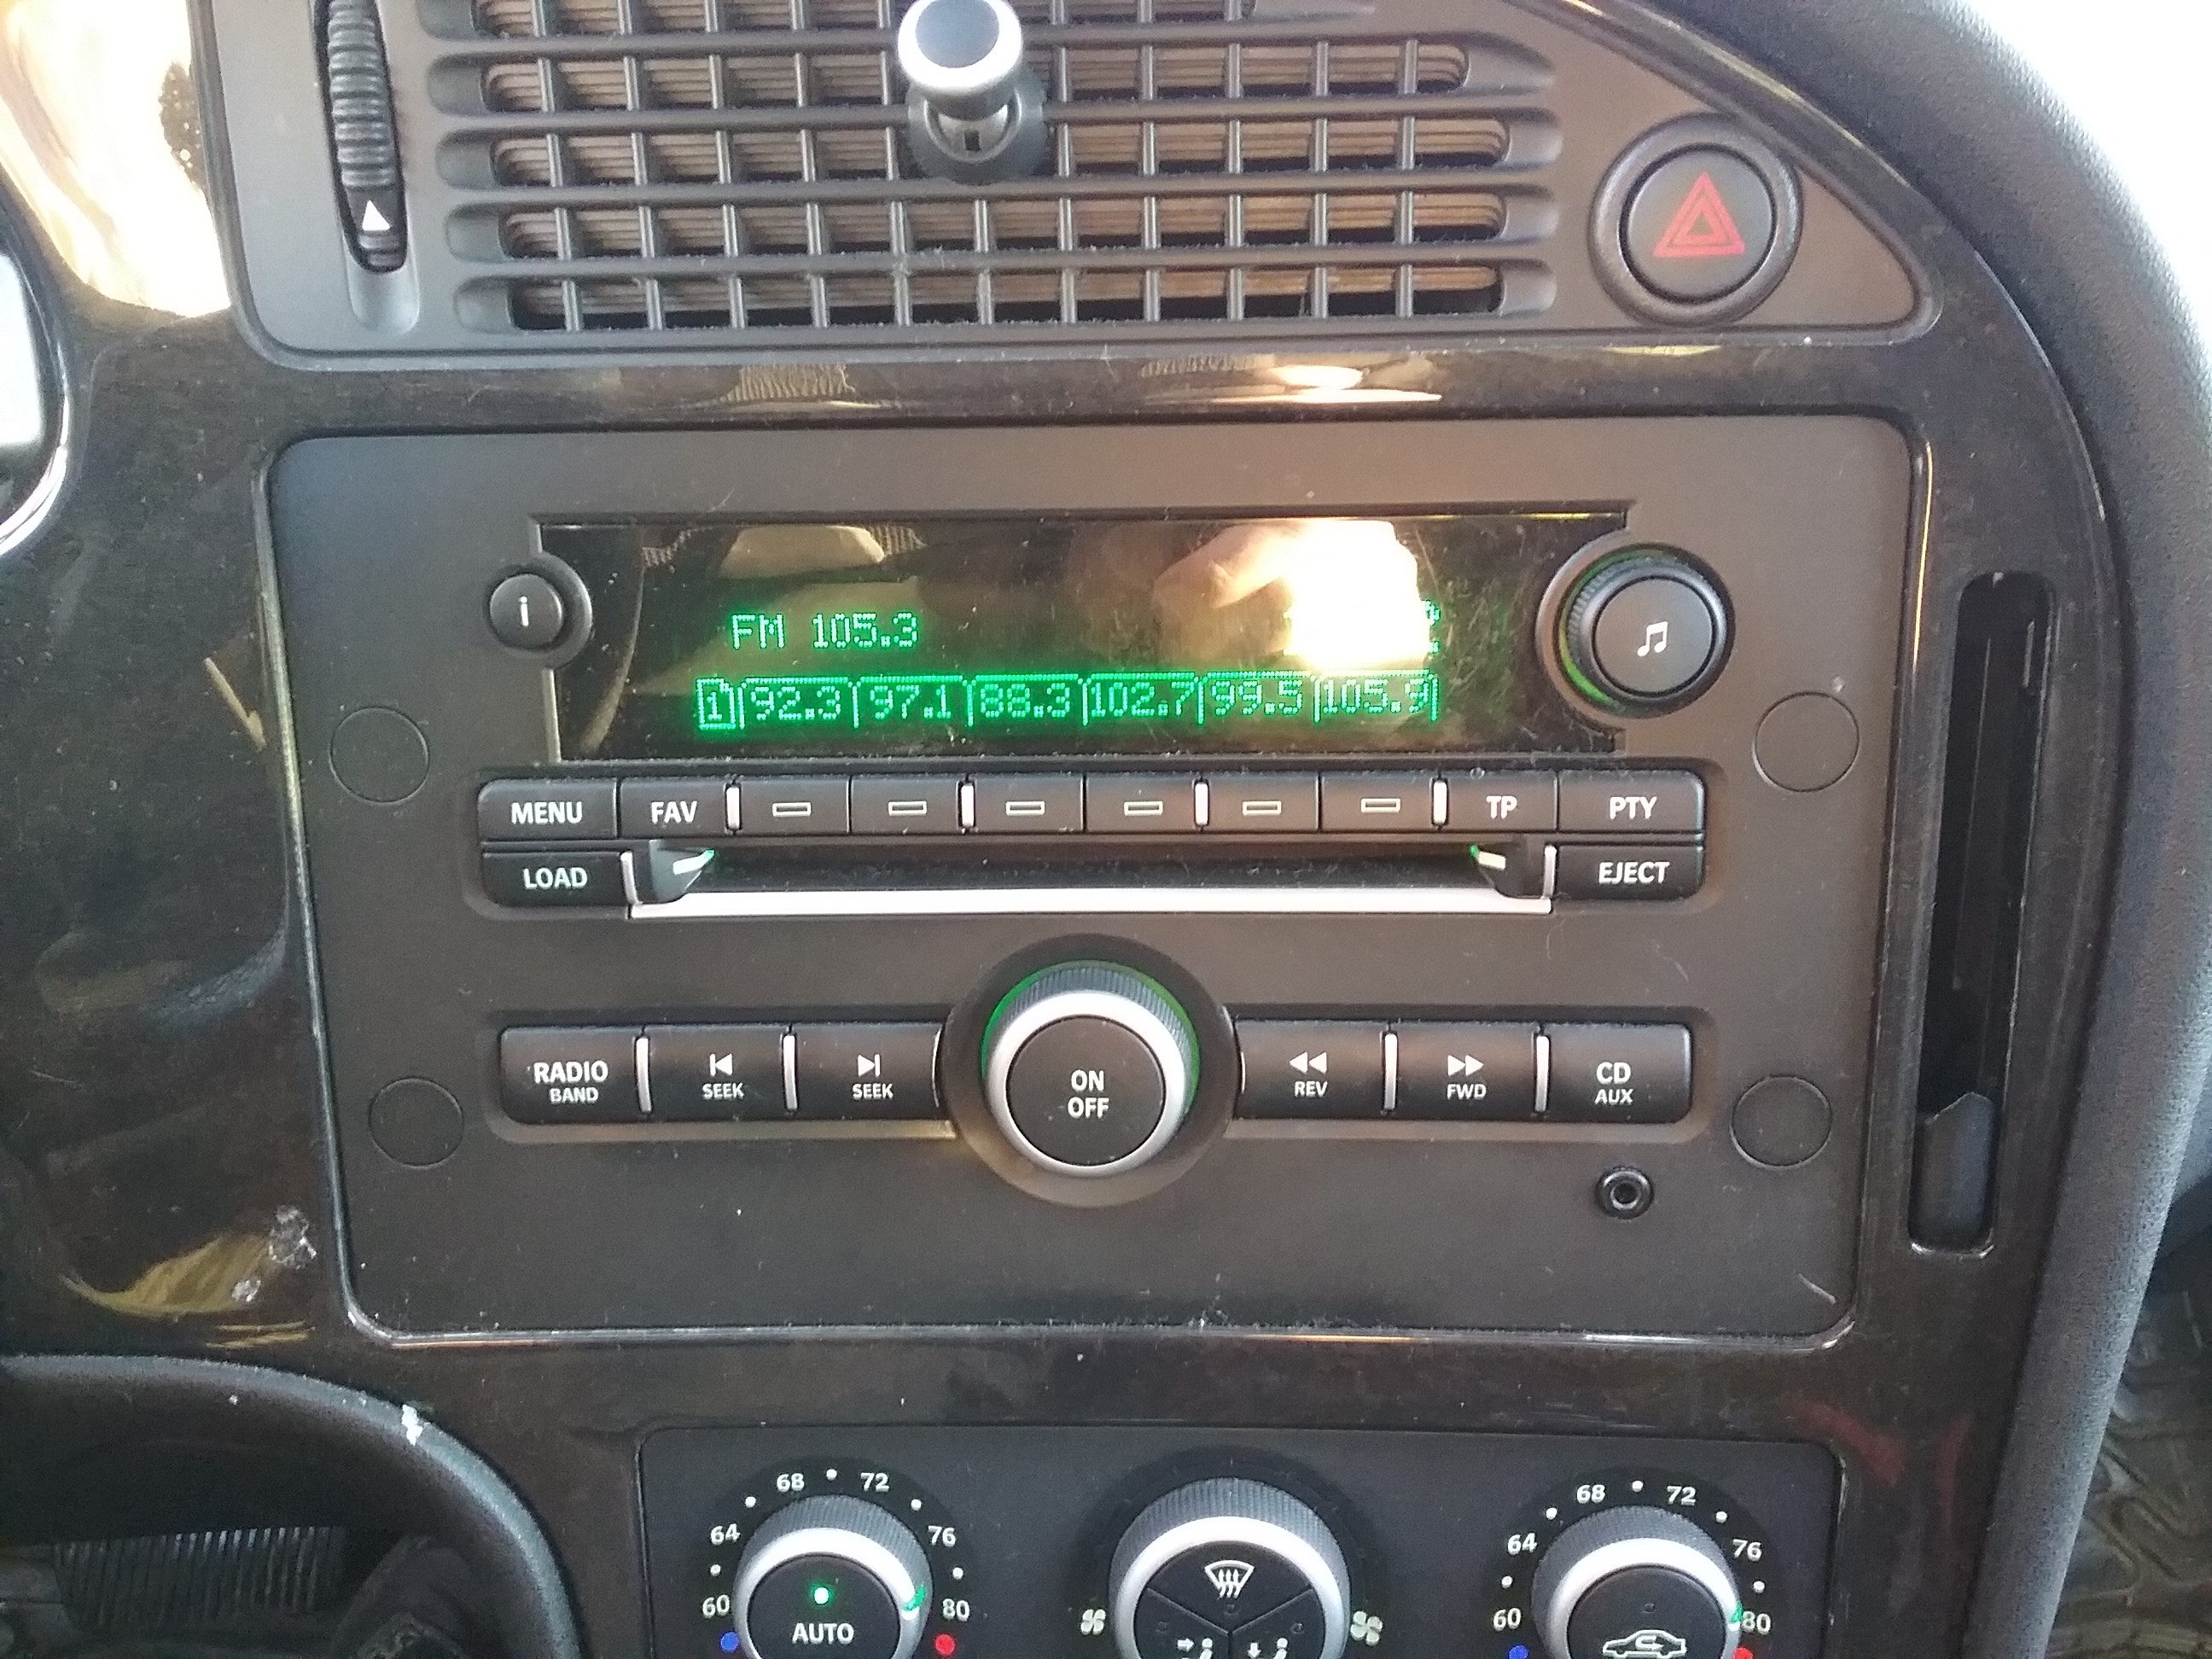 i
FM 105.3
1 92.3 97.1 88.3 102.7 99.5 105.9
MENU FAV TP PTY
LOAD EJECT
RADIO BAND SEEK SEEK ON OFF REV FWD CD AUX
60 64 68 72 76 80
AUTO
60 64 68 72 76 80